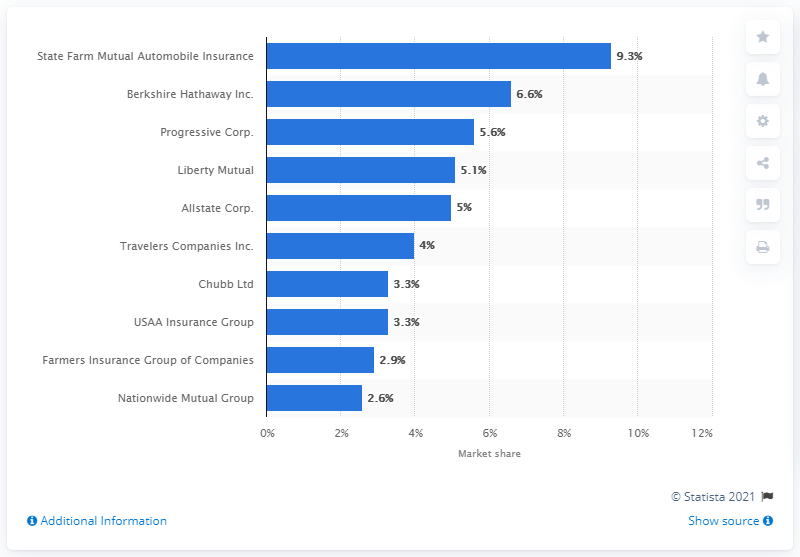 State Farm Mutual Automobile Insurance 9.3%
Berkshire Hathaway Inc. 6.6%
Progressive Corp. 5.6%
Liberty Mutual 5.1%
Allstate Corp. 5%
Travelers Companies Inc. 4%
Chubb Ltd 3.3%
USAA Insurance Group 3.3%
Farmers Insurance Group of Companies 2.9%
Nationwide Mutual Group 2.6%
0% 2% 4% 6% 8% 10% 12%
Market share
© Statista 2021
Additional Information Show source